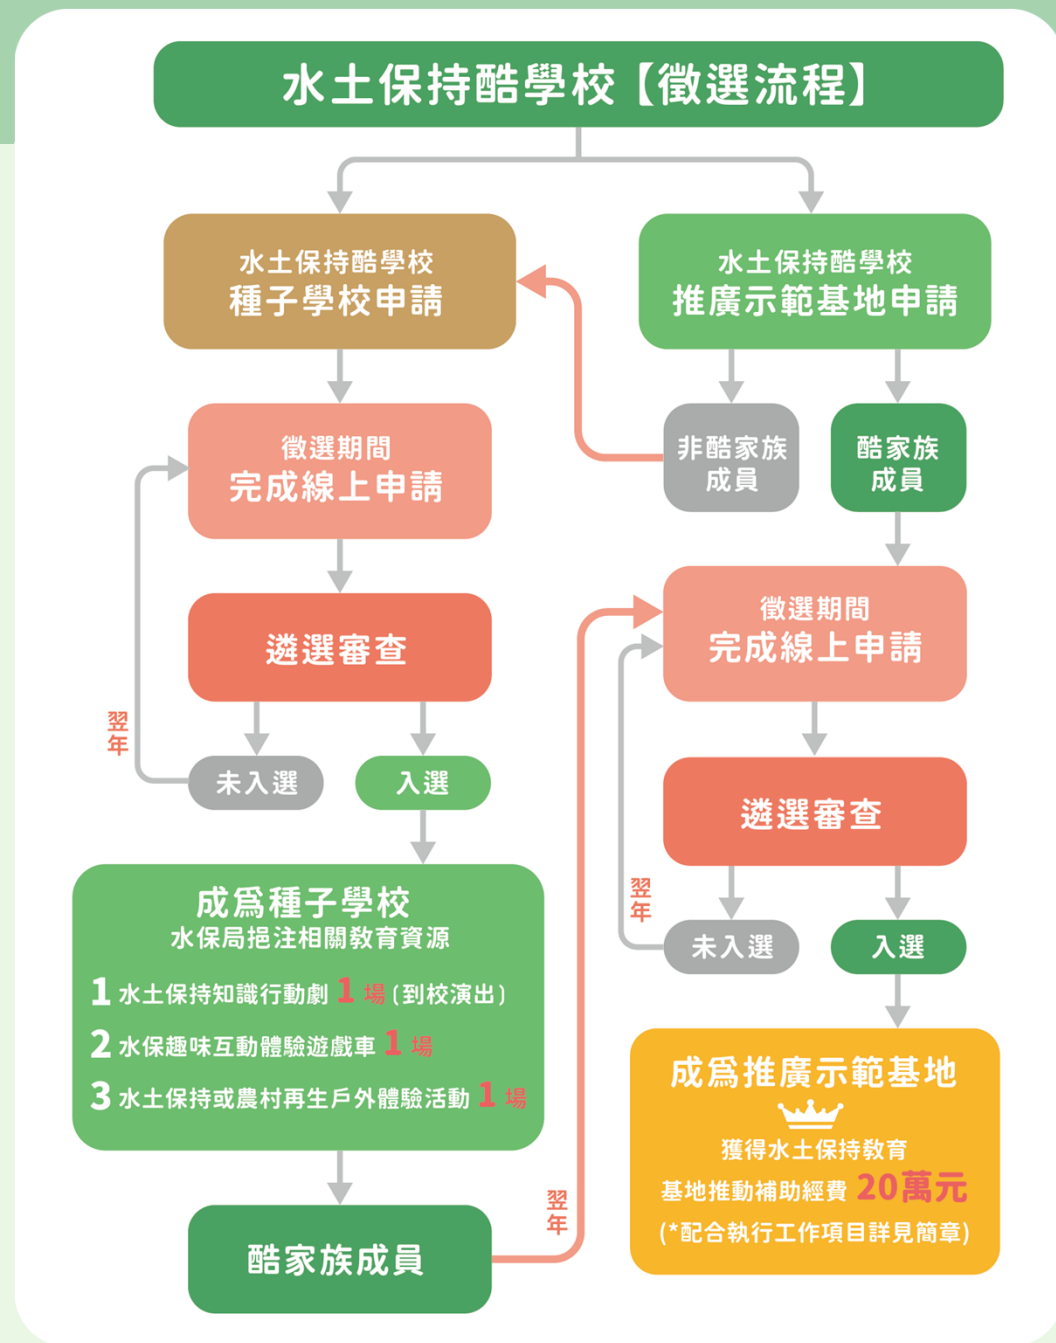 水土保持酷學校【徵選流程】
水土保持酷學校
種子學校申請
水土保持酷學校
推廣示範基地申請
徵選期間
完成線上申請
非酷家族
成員
酷家族
成員
遴選審查
徵選期間
完成線上申請
翌年
未入選
入選
遴選審查
成爲種子學校
水保局挹注相關教育資源
1 水土保持知識行動劇 1 場 (到校演出)
2 水保趣味互動體驗遊戲車 1 場
3 水土保持或農村再生戶外體驗活動 1 場
翌年
未入選
入選
酷家族成員
翌年
成爲推廣示範基地
獲得水土保持教育
基地推動補助經費 20萬元
(*配合執行工作項目詳見簡章)